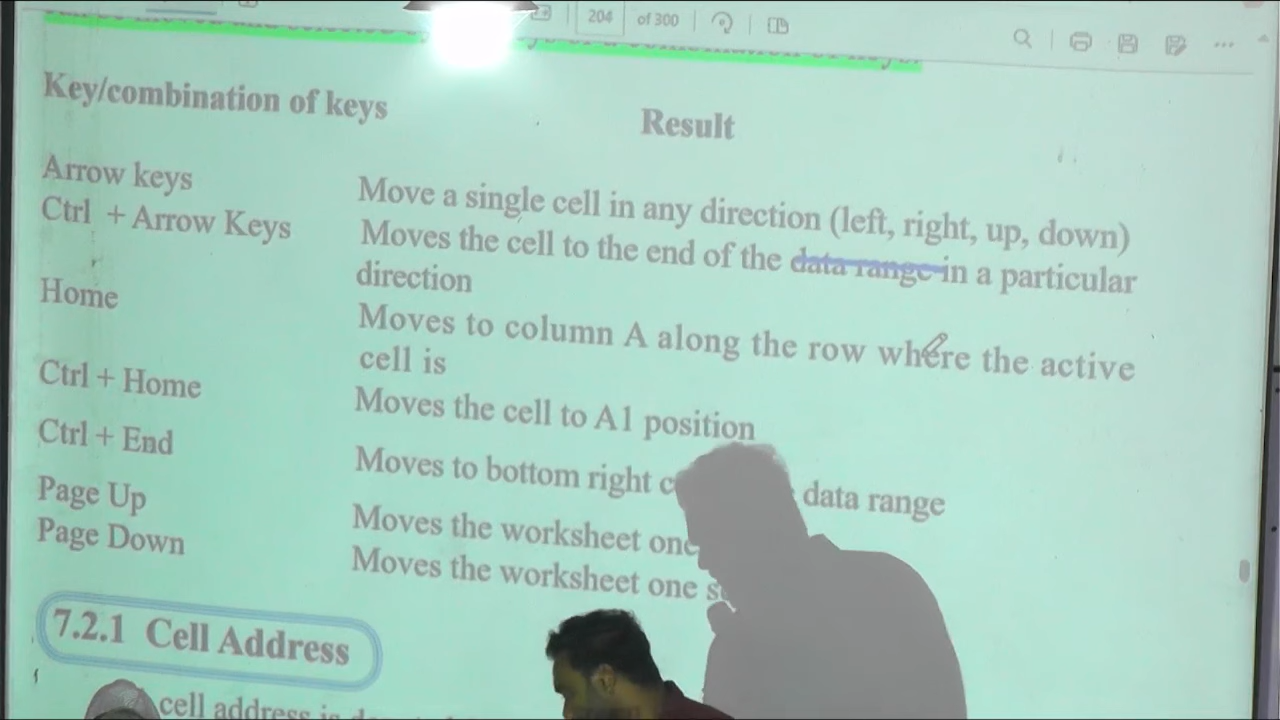 204 of 300
Key/combination of keys Result
Arrow keys Move a single cell in any direction (left, right, up, down)
Ctrl + Arrow Keys Moves the cell to the end of the data range in a particular
direction
Home Moves to column A along the row where the active
cell is
Ctrl + Home Moves the cell to A1 position
Ctrl + End Moves to bottom right data range
Page Up Moves the worksheet one
Page Down Moves the worksheet one
7.2.1 Cell Address
cell address is